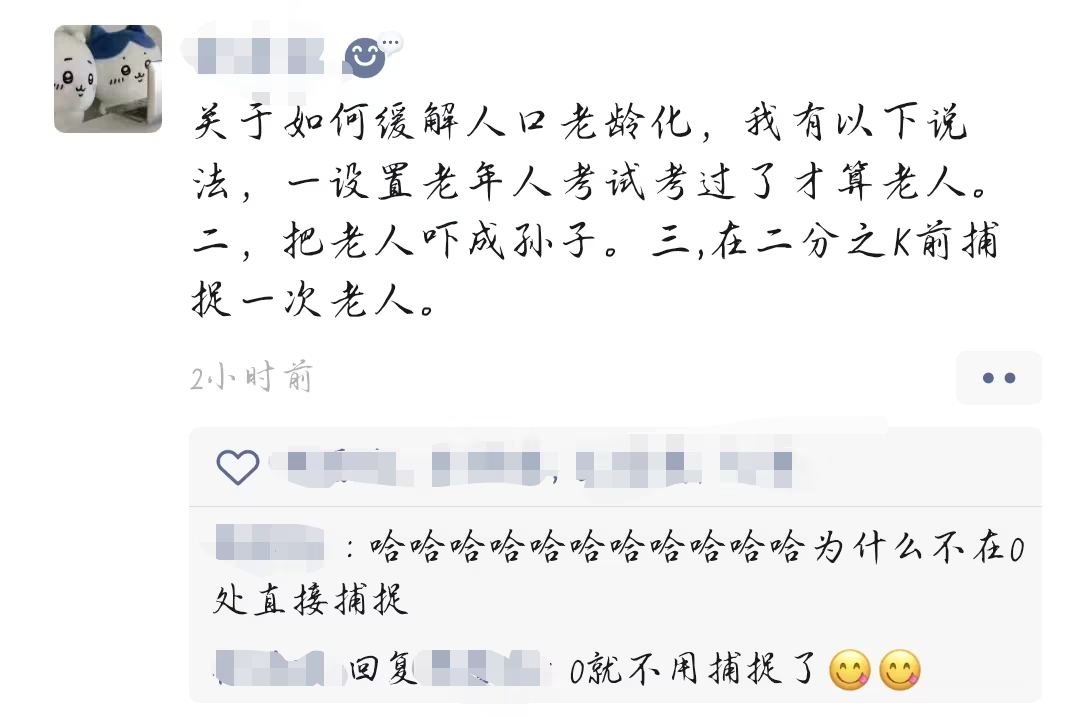 关于如何缓解人口老龄化，我有以下说
法，一设置老年人考试考过了才算老人。
二，把老人吓成孙子。三,在二分之K前捕
捉一次老人。
2小时前
：哈哈哈哈哈哈哈哈哈哈哈为什么不在0
处直接捕捉
回复 ：0就不用捕捉了😋😋